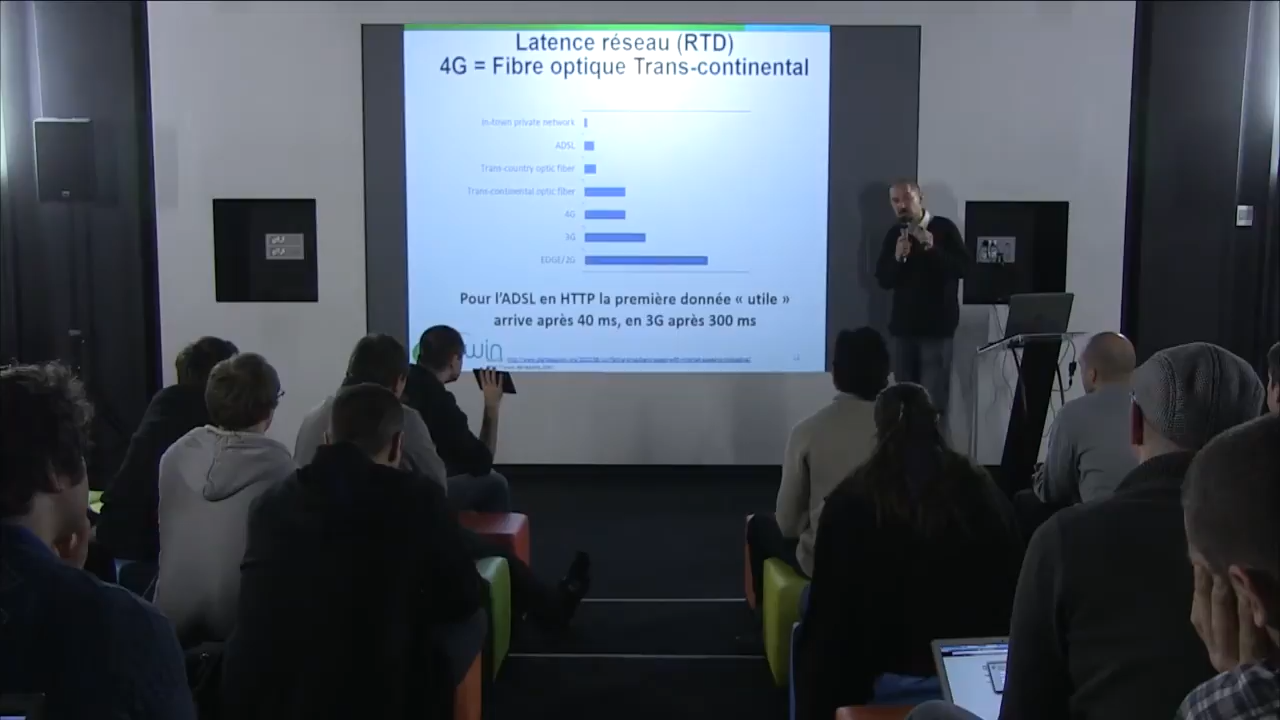 Latence réseau (RTD)
4G = Fibre optique Trans-continental
In-town private network
ADSL
Trans-country optic fiber
Trans-continental optic fiber
4G
3G
EDGE/2G
Pour l'ADSL en HTTP la première donnée « utile »
arrive après 40 ms, en 3G après 300 ms